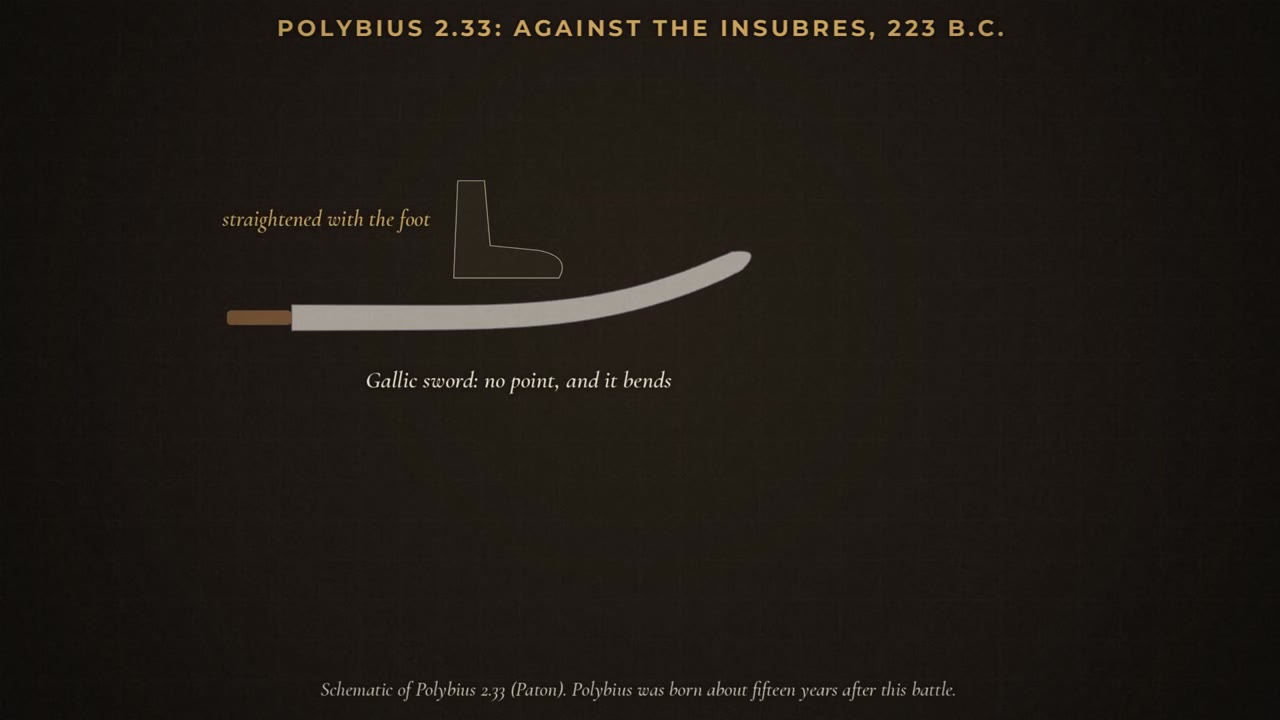 POLYBIUS 2.33: AGAINST THE INSUBRES, 223 B.C.
straightened with the foot
Gallic sword: no point, and it bends
Schematic of Polybius 2.33 (Paton). Polybius was born about fifteen years after this battle.